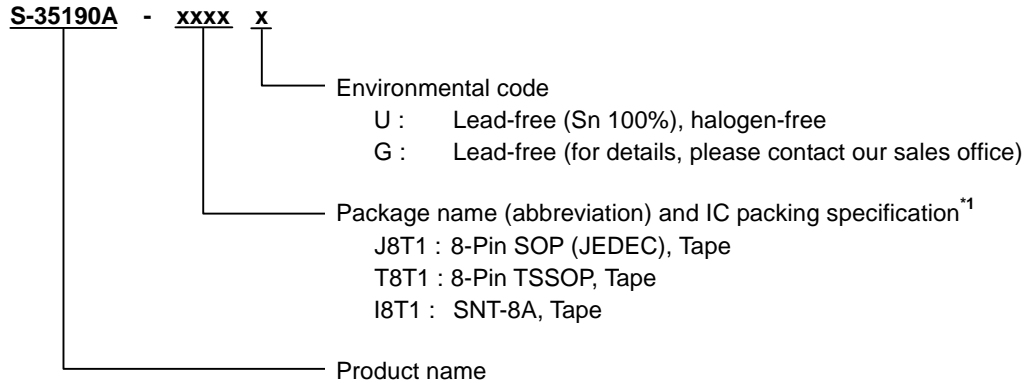 S-35190A - xxxx x
Environmental code
U : Lead-free (Sn 100%), halogen-free
G : Lead-free (for details, please contact our sales office)
Package name (abbreviation) and IC packing specification*1
J8T1 : 8-Pin SOP (JEDEC), Tape
T8T1 : 8-Pin TSSOP, Tape
I8T1 : SNT-8A, Tape
Product name